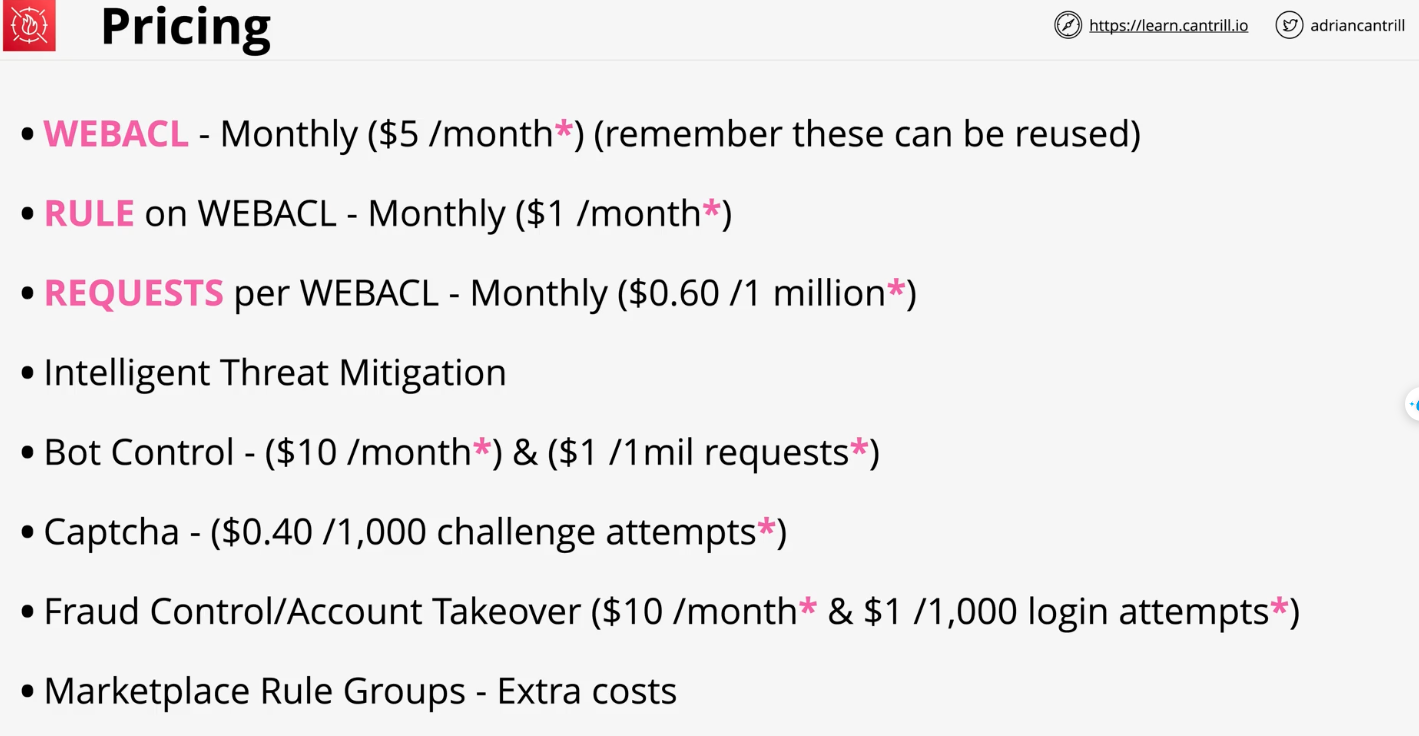 Pricing
https://learn.cantrill.io
adriancantrill
• WEBACL - Monthly ($5 /month*) (remember these can be reused)
• RULE on WEBACL - Monthly ($1 /month*)
• REQUESTS per WEBACL - Monthly ($0.60 /1 million*)
• Intelligent Threat Mitigation
• Bot Control - ($10 /month*) & ($1 /1mil requests*)
• Captcha - ($0.40 /1,000 challenge attempts*)
• Fraud Control/Account Takeover ($10 /month* & $1 /1,000 login attempts*)
• Marketplace Rule Groups - Extra costs